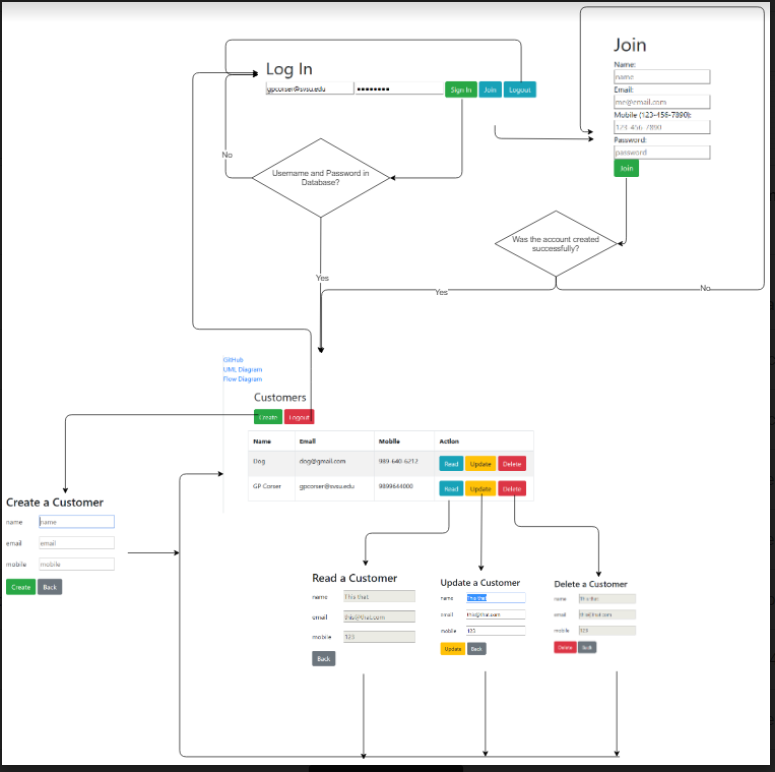 Log In
gpcorser@svsu.edu ••••••••
Sign In Join Logout
Join
Name:
name
Email:
me@email.com
Mobile (123-456-7890):
123-456-7890
Password:
password
Join
No
Username and Password in
Database?
Was the account created
successfully?
Yes
Yes
No
GitHub
UML Diagram
Flow Diagram
Customers
Create Logout
Name Email Mobile Action
Dog dog@gmail.com 989-640-6212 Read Update Delete
GP Corser gpcorser@svsu.edu 9899644000 Read Update Delete
Create a Customer
name name
email email
mobile mobile
Create Back
Read a Customer
name This that
email this@that.com
mobile 123
Back
Update a Customer
name This that
email this@that.com
mobile 123
Update Back
Delete a Customer
name This that
email this@that.com
mobile 123
Delete Back